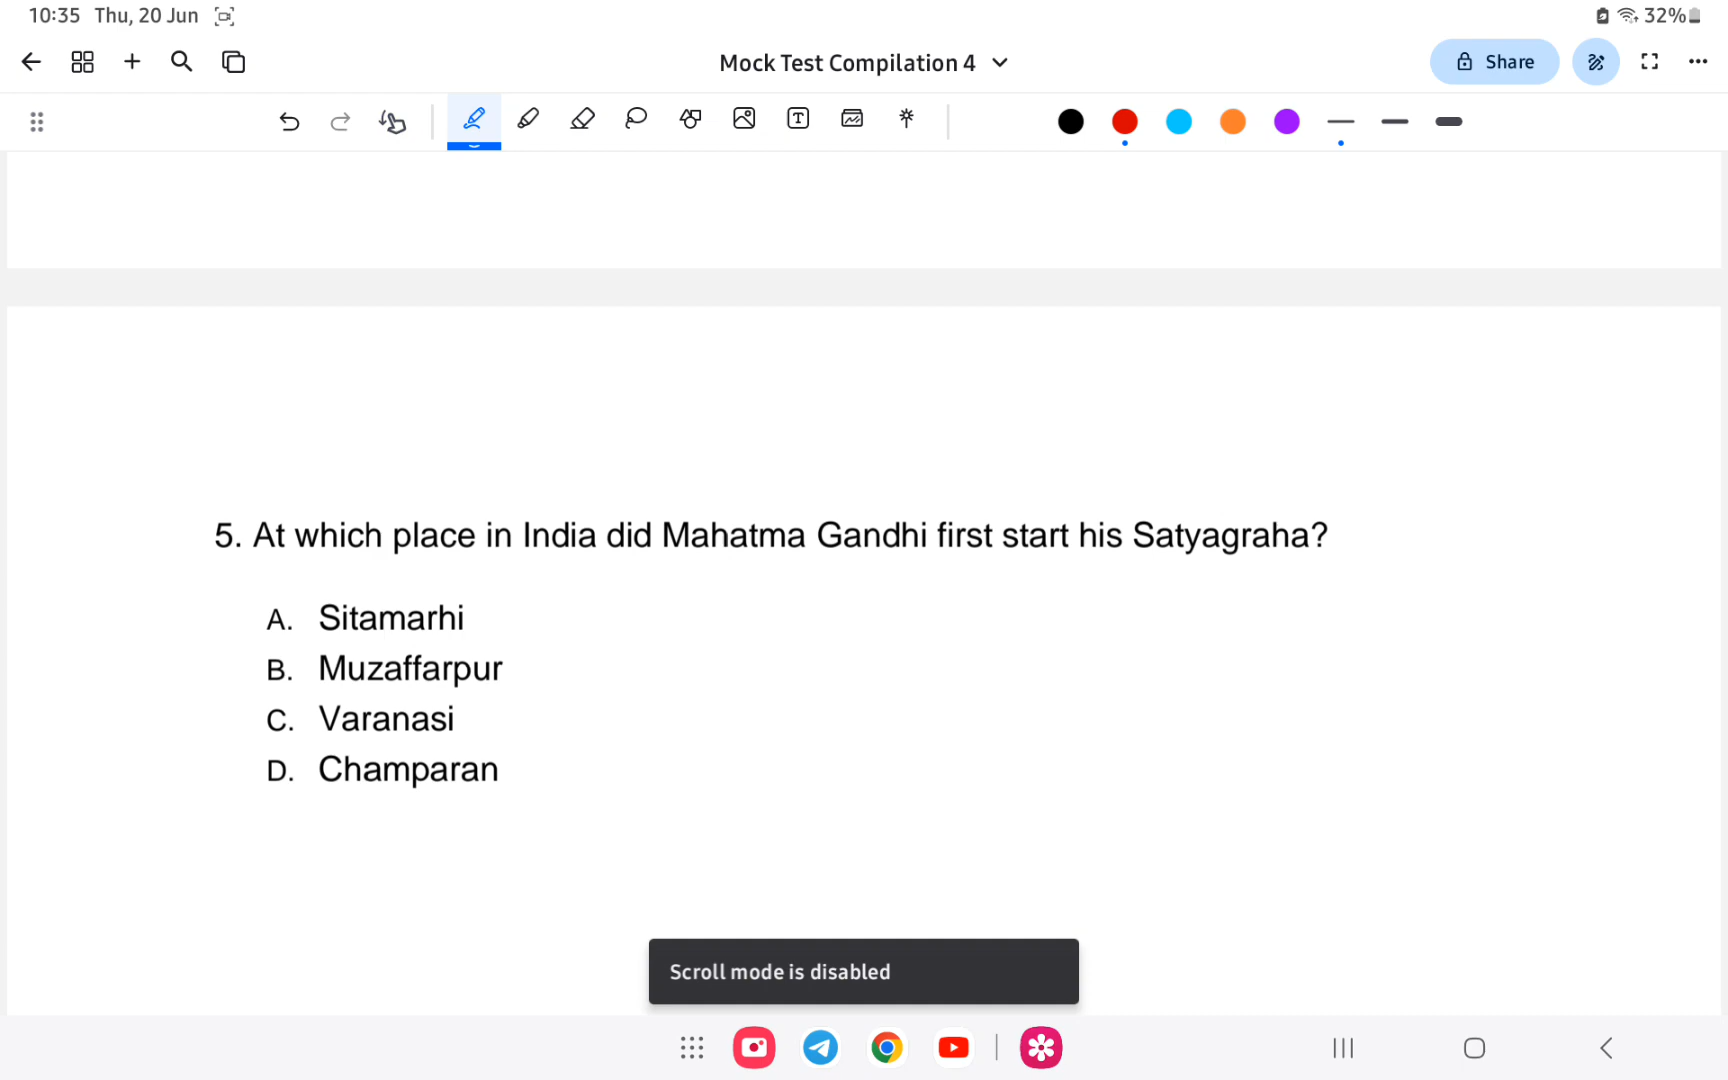 10:35 Thu, 20 Jun 32%
Mock Test Compilation 4 Share
5. At which place in India did Mahatma Gandhi first start his Satyagraha?
A. Sitamarhi
B. Muzaffarpur
C. Varanasi
D. Champaran
Scroll mode is disabled